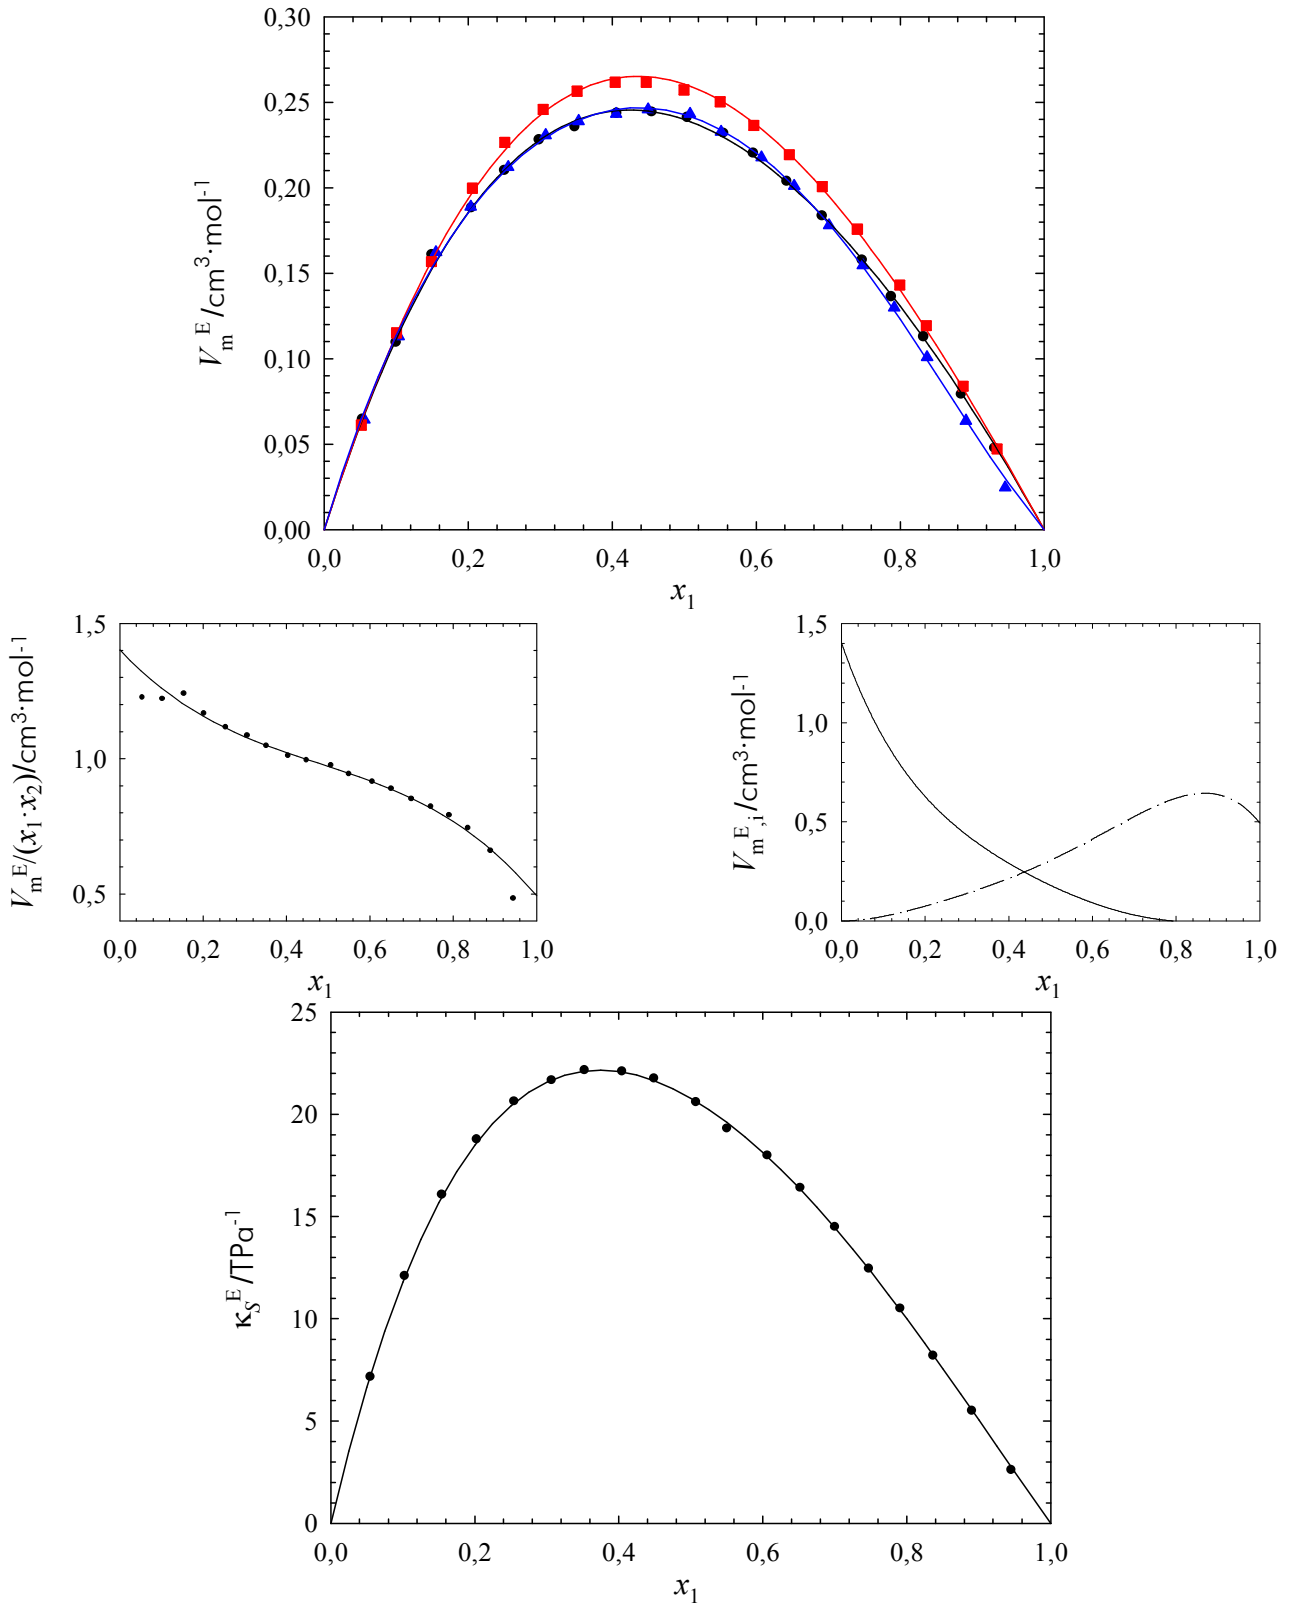 0,30
0,25
0,20
0,15
0,10
0,05
0,00
V_m^E/cm^3·mol^-1
0,0 0,2 0,4 0,6 0,8 1,0
x_1
1,5
1,0
0,5
V_m^E/(x_1·x_2)/cm^3·mol^-1
0,0 0,2 0,4 0,6 0,8 1,0
x_1
1,5
1,0
0,5
0,0
V_m^E,i/cm^3·mol^-1
0,0 0,2 0,4 0,6 0,8 1,0
x_1
25
20
15
10
5
0
κ_S^E/TPa^-1
0,0 0,2 0,4 0,6 0,8 1,0
x_1